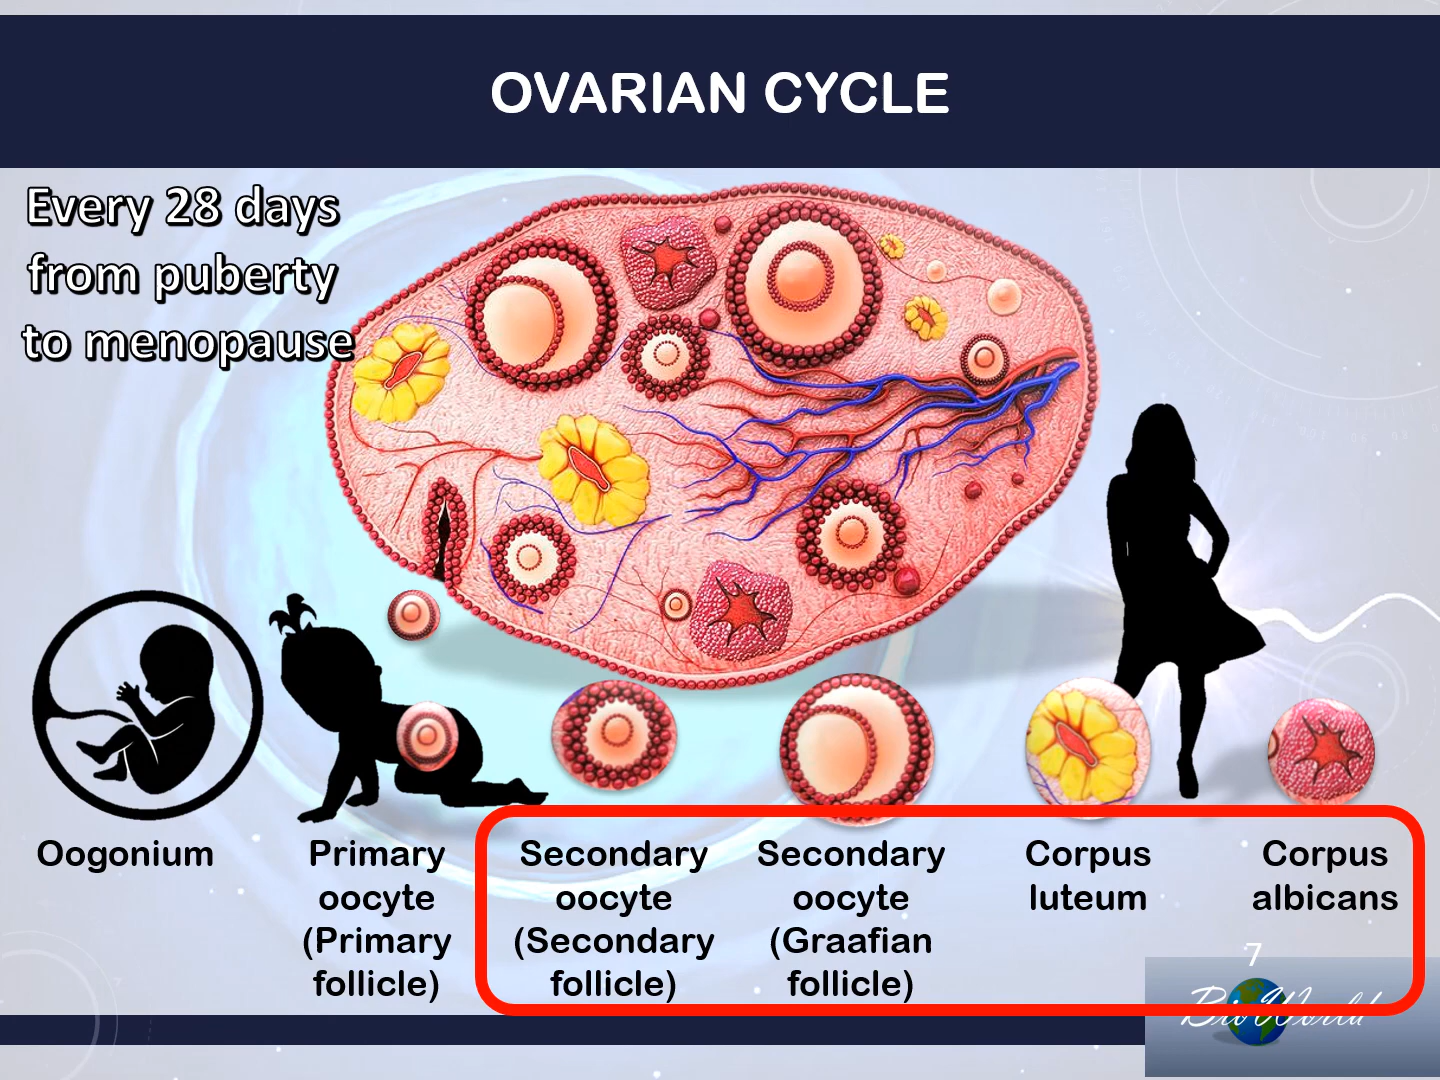 OVARIAN CYCLE
Every 28 days
from puberty
to menopause
Oogonium
Primary
oocyte
(Primary
follicle)
Secondary
oocyte
(Secondary
follicle)
Secondary
oocyte
(Graafian
follicle)
Corpus
luteum
Corpus
albicans
7
BioWorld